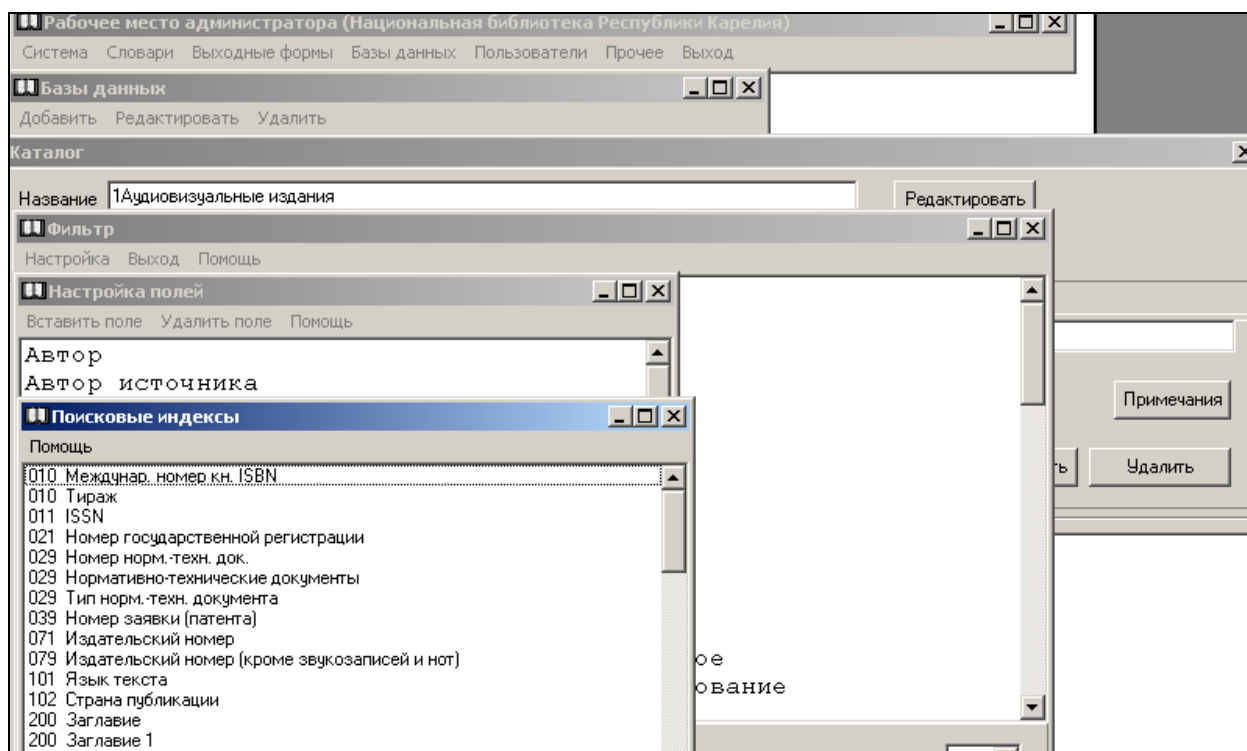 Рабочее место администратора (Национальная библиотека Республики Карелия)
Система Словари Выходные формы Базы данных Пользователи Прочее Выход
Базы данных
Добавить Редактировать Удалить
Каталог
Название 1Аудиовизуальные издания Редактировать
Фильтр
Настройка Выход Помощь
Настройка полей
Вставить поле Удалить поле Помощь
Автор
Автор источника
Примечания
Поисковые индексы
Помощь
ть Удалить
010 Междунар. номер кн. ISBN
010 Тираж
011 ISSN
021 Номер государственной регистрации
029 Номер норм.-техн. док.
029 Нормативно-технические документы
029 Тип норм.-техн. документа
039 Номер заявки (патента)
071 Издательский номер
079 Издательский номер (кроме звукозаписей и нот)
ое
101 Язык текста
ование
102 Страна публикации
200 Заглавие
200 Заглавие 1